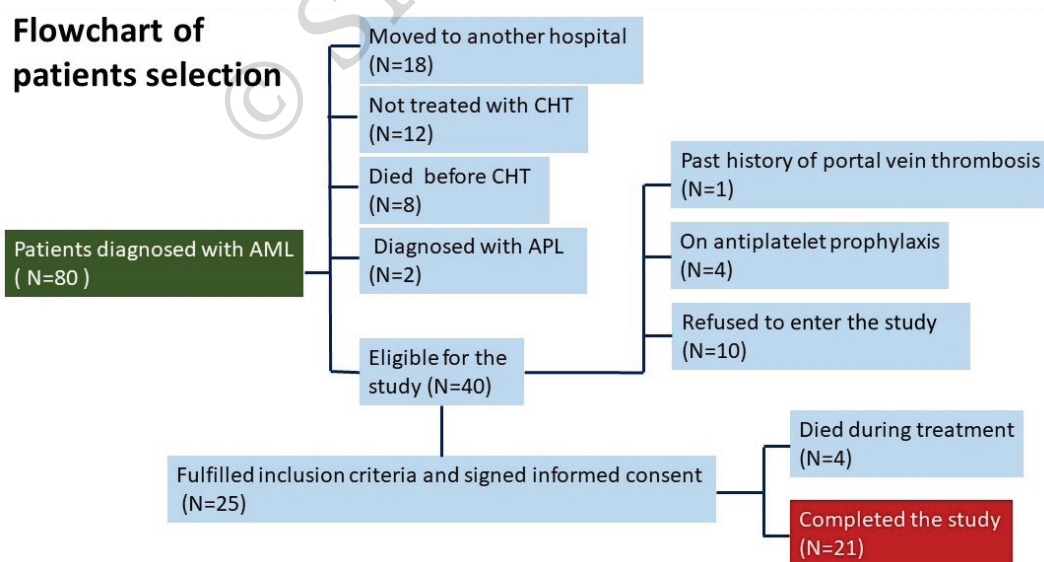 Flowchart of
patients selection
Moved to another hospital
(N=18)
Not treated with CHT
(N=12)
Died before CHT
(N=8)
Diagnosed with APL
(N=2)
Patients diagnosed with AML
( N=80 )
Eligible for the
study (N=40)
Past history of portal vein thrombosis
(N=1)
On antiplatelet prophylaxis
(N=4)
Refused to enter the study
(N=10)
Fulfilled inclusion criteria and signed informed consent
(N=25)
Died during treatment
(N=4)
Completed the study
(N=21)
©